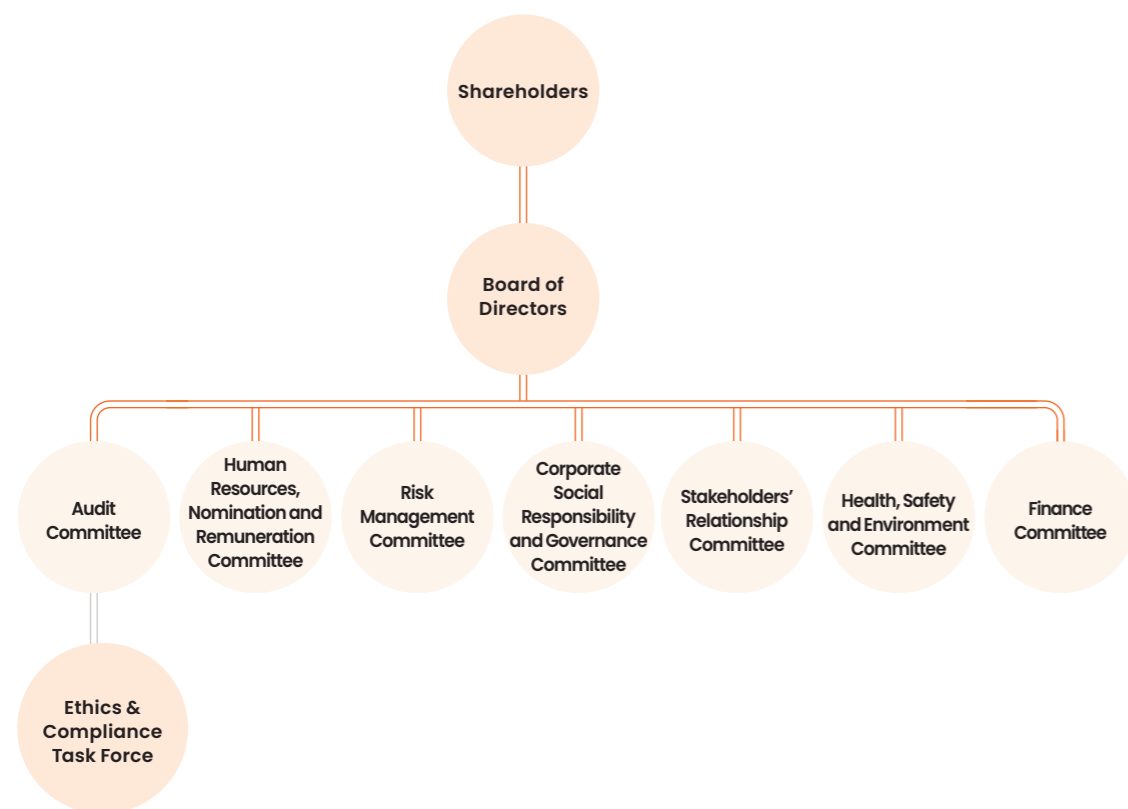 Shareholders
Board of
Directors
Audit
Committee
Human
Resources,
Nomination and
Remuneration
Committee
Risk
Management
Committee
Corporate
Social
Responsibility
and Governance
Committee
Stakeholders’
Relationship
Committee
Health, Safety
and Environment
Committee
Finance
Committee
Ethics &
Compliance
Task Force